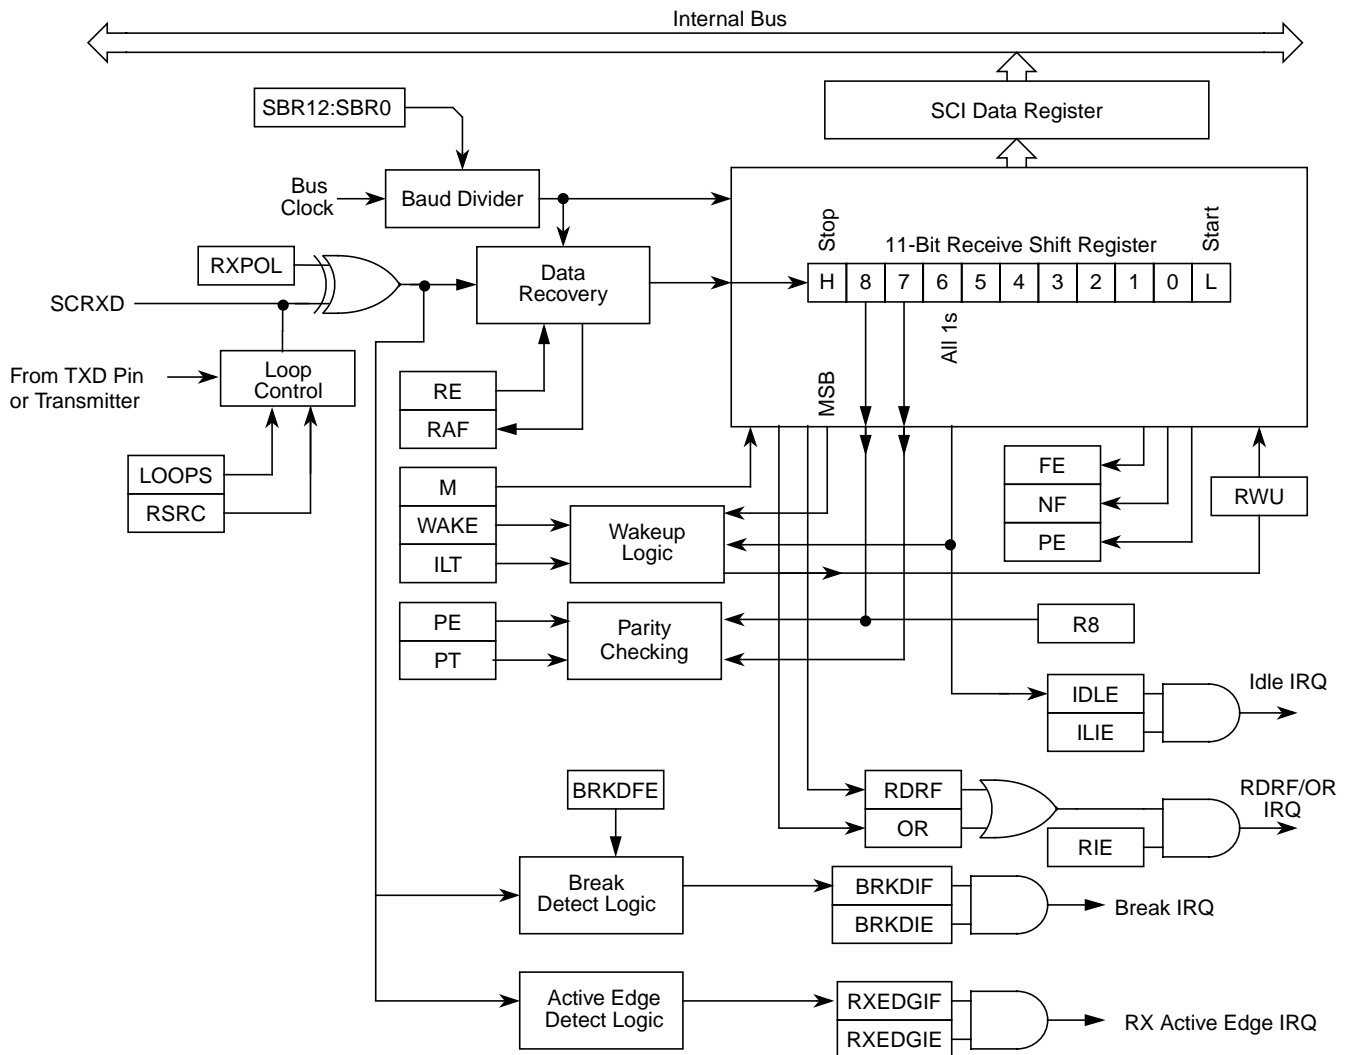 Internal Bus
SBR12:SBR0
SCI Data Register
Bus
Clock
Baud Divider
Stop
11-Bit Receive Shift Register
Start
RXPOL
Data
Recovery
H 8 7 6 5 4 3 2 1 0 L
SCRXD
All 1s
From TXD Pin
or Transmitter
Loop
Control
RE
RAF
MSB
LOOPS
RSRC
M
WAKE
ILT
Wakeup
Logic
FE
NF
PE
RWU
PE
PT
Parity
Checking
R8
IDLE
ILIE
Idle IRQ
BRKDFE
RDRF
OR
RIE
RDRF/OR
IRQ
Break
Detect Logic
BRKDIF
BRKDIE
Break IRQ
Active Edge
Detect Logic
RXEDGIF
RXEDGIE
RX Active Edge IRQ